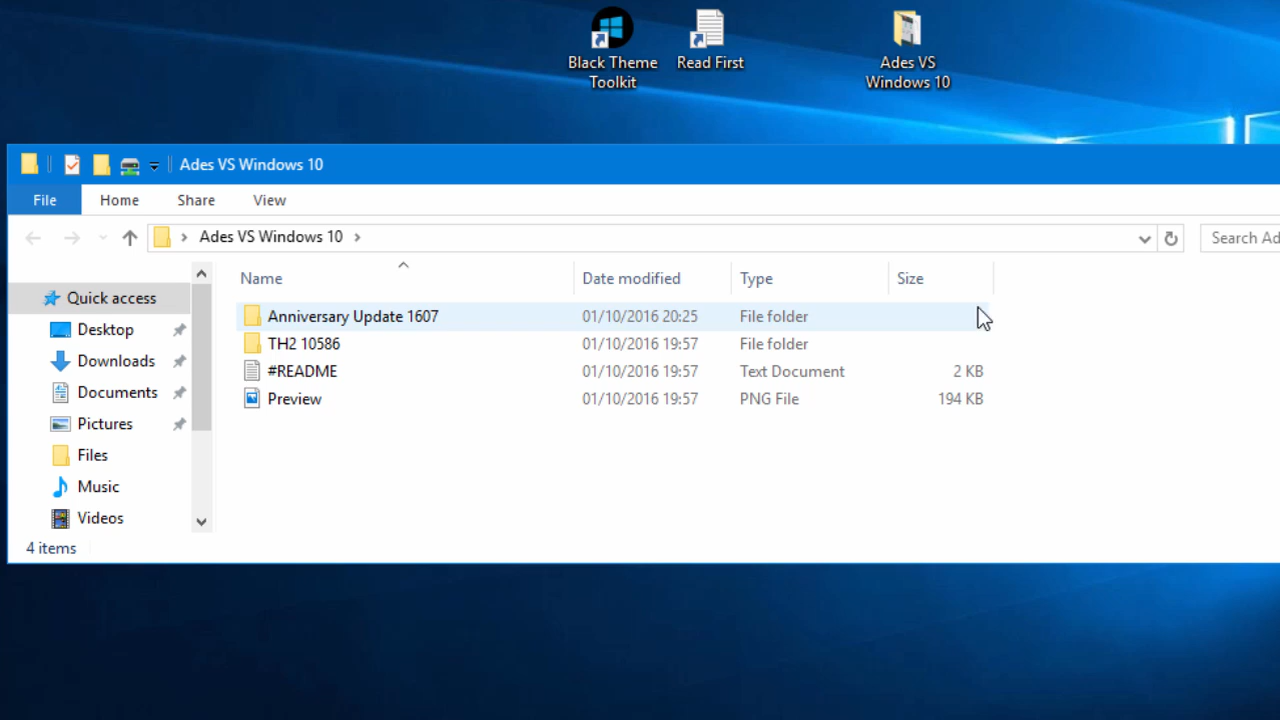 Black Theme
Toolkit
Read First
Ades VS
Windows 10
Ades VS Windows 10
File Home Share View
Ades VS Windows 10
Search Ad
Name Date modified Type Size
Quick access
Desktop
Downloads
Documents
Pictures
Files
Music
Videos
Anniversary Update 1607 01/10/2016 20:25 File folder
TH2 10586 01/10/2016 19:57 File folder
#README 01/10/2016 19:57 Text Document 2 KB
Preview 01/10/2016 19:57 PNG File 194 KB
4 items